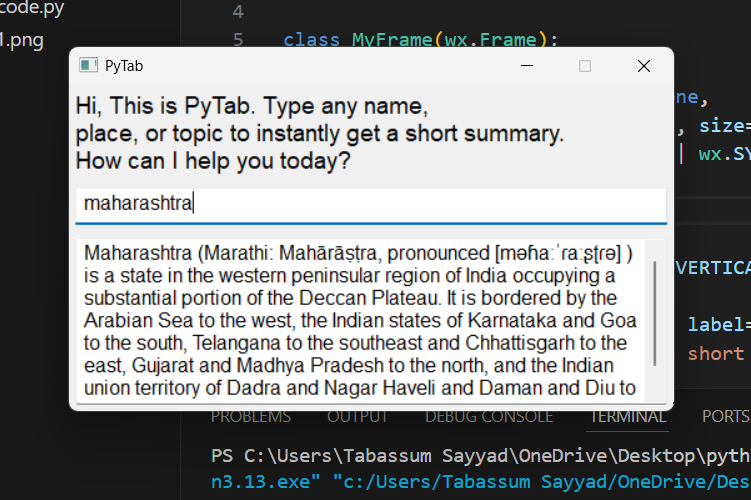 code.py
1.png
4
5 class MyFrame(wx.Frame):
PyTab
ne,
, size=
| wx.SY
Hi, This is PyTab. Type any name,
place, or topic to instantly get a short summary.
How can I help you today?
maharashtra
Maharashtra (Marathi: Mahārāṣṭra, pronounced [məɦaːˈɾaːʂʈrə] )
is a state in the western peninsular region of India occupying a
substantial portion of the Deccan Plateau. It is bordered by the
Arabian Sea to the west, the Indian states of Karnataka and Goa
to the south, Telangana to the southeast and Chhattisgarh to the
east, Gujarat and Madhya Pradesh to the north, and the Indian
union territory of Dadra and Nagar Haveli and Daman and Diu to
VERTICA
label=
short
PROBLEMS OUTPUT DEBUG CONSOLE TERMINAL PORTS
PS C:\Users\Tabassum Sayyad\OneDrive\Desktop\pyth
n3.13.exe" "c:/Users/Tabassum Sayyad/OneDrive/Des